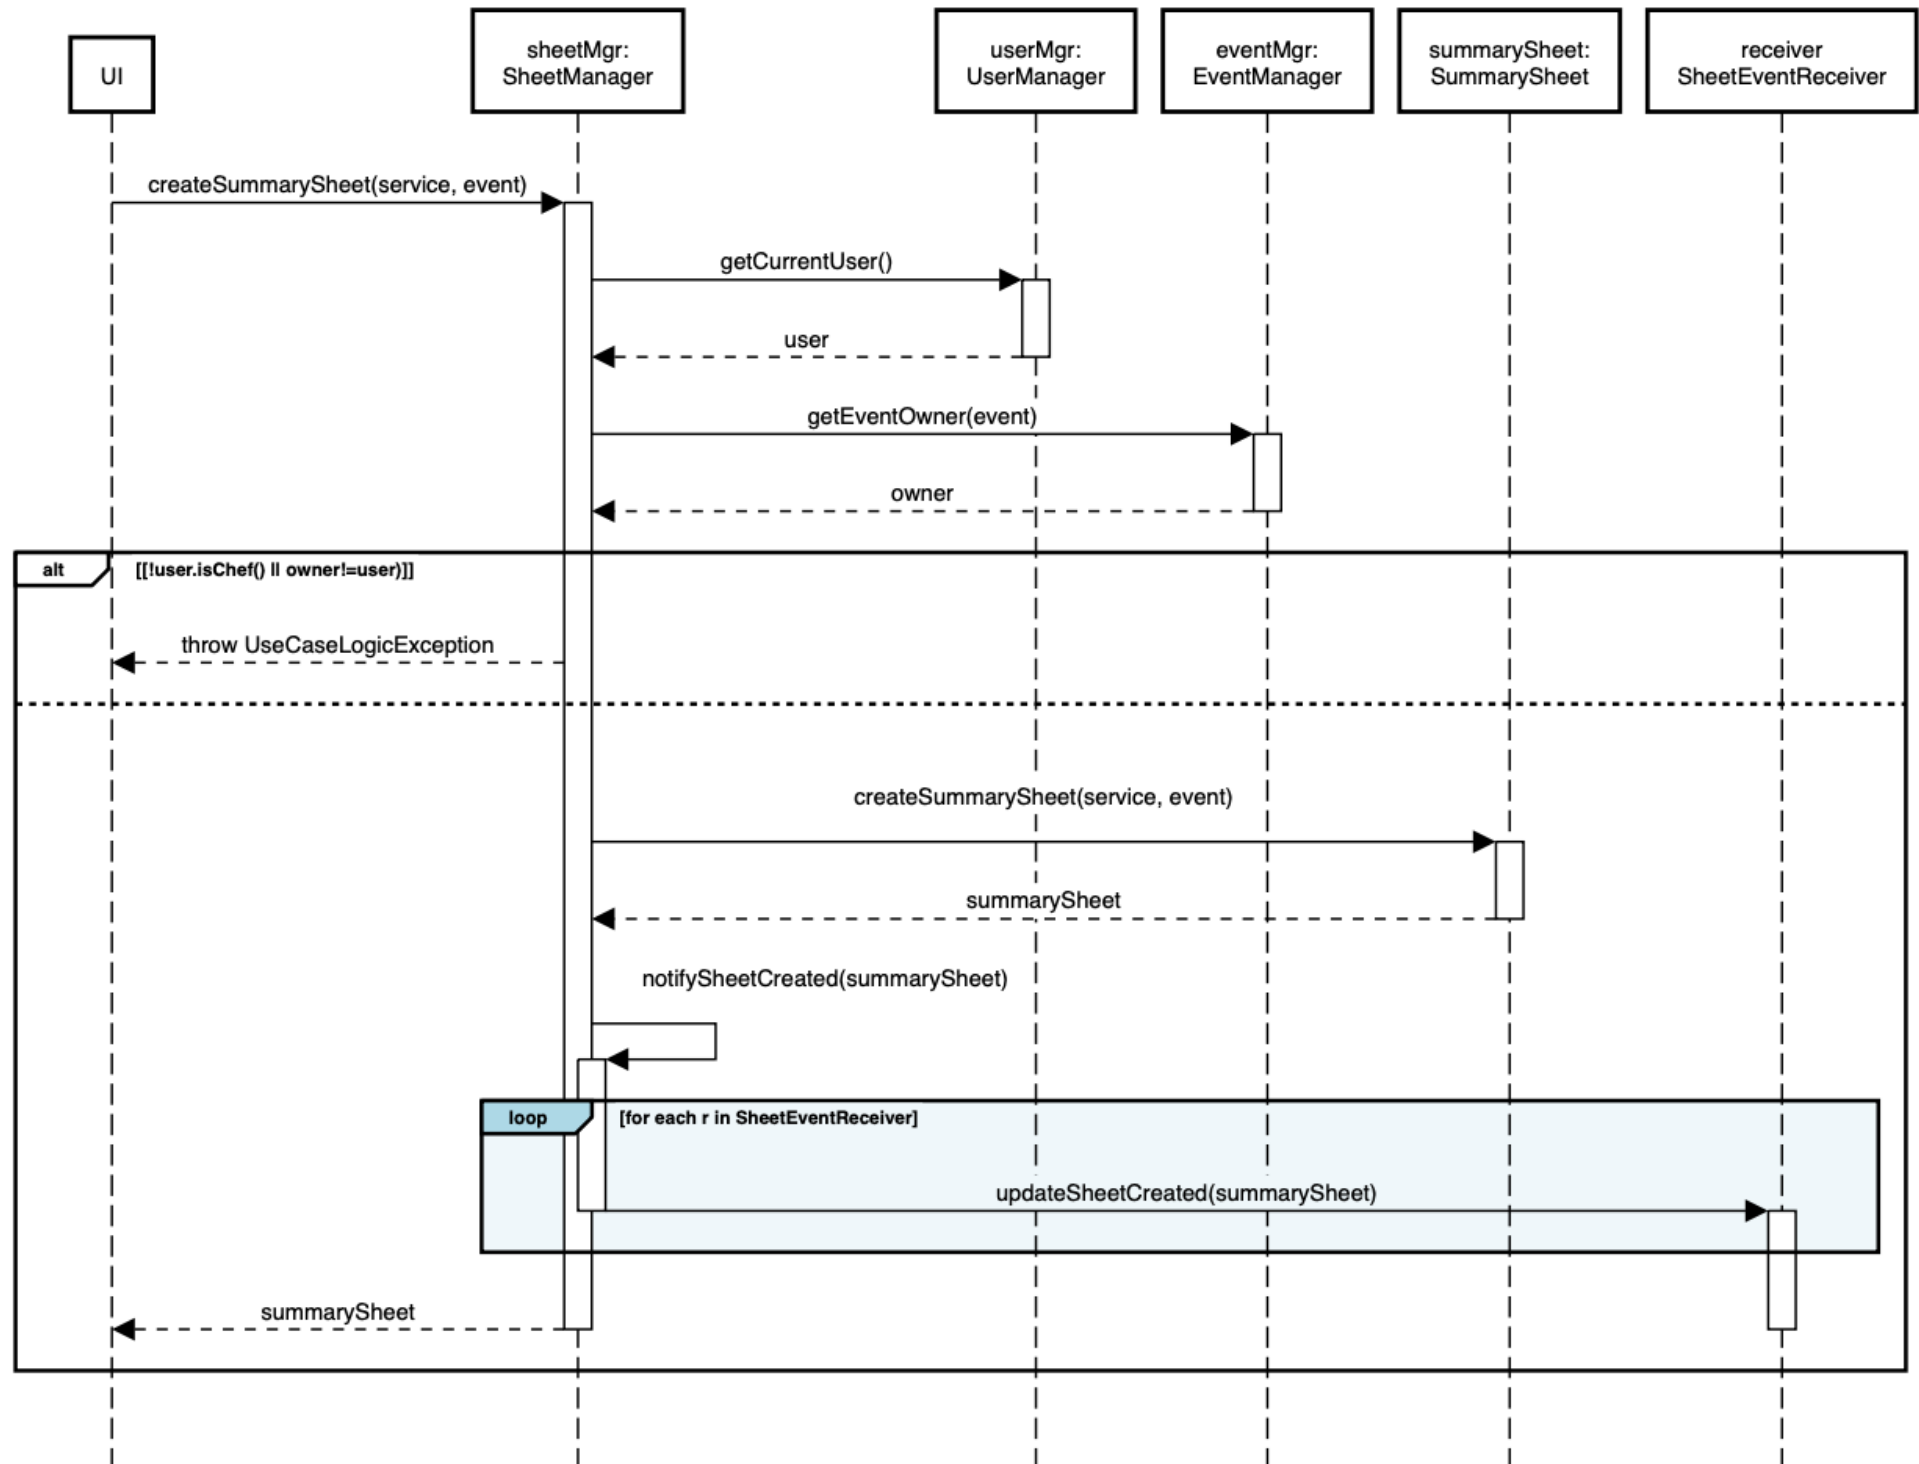 UI
sheetMgr:
SheetManager
userMgr:
UserManager
eventMgr:
EventManager
summarySheet:
SummarySheet
receiver
SheetEventReceiver
createSummarySheet(service, event)
getCurrentUser()
user
getEventOwner(event)
owner
alt
[[!user.isChef() || owner!=user)]]
throw UseCaseLogicException
createSummarySheet(service, event)
summarySheet
notifySheetCreated(summarySheet)
loop
[for each r in SheetEventReceiver]
updateSheetCreated(summarySheet)
summarySheet